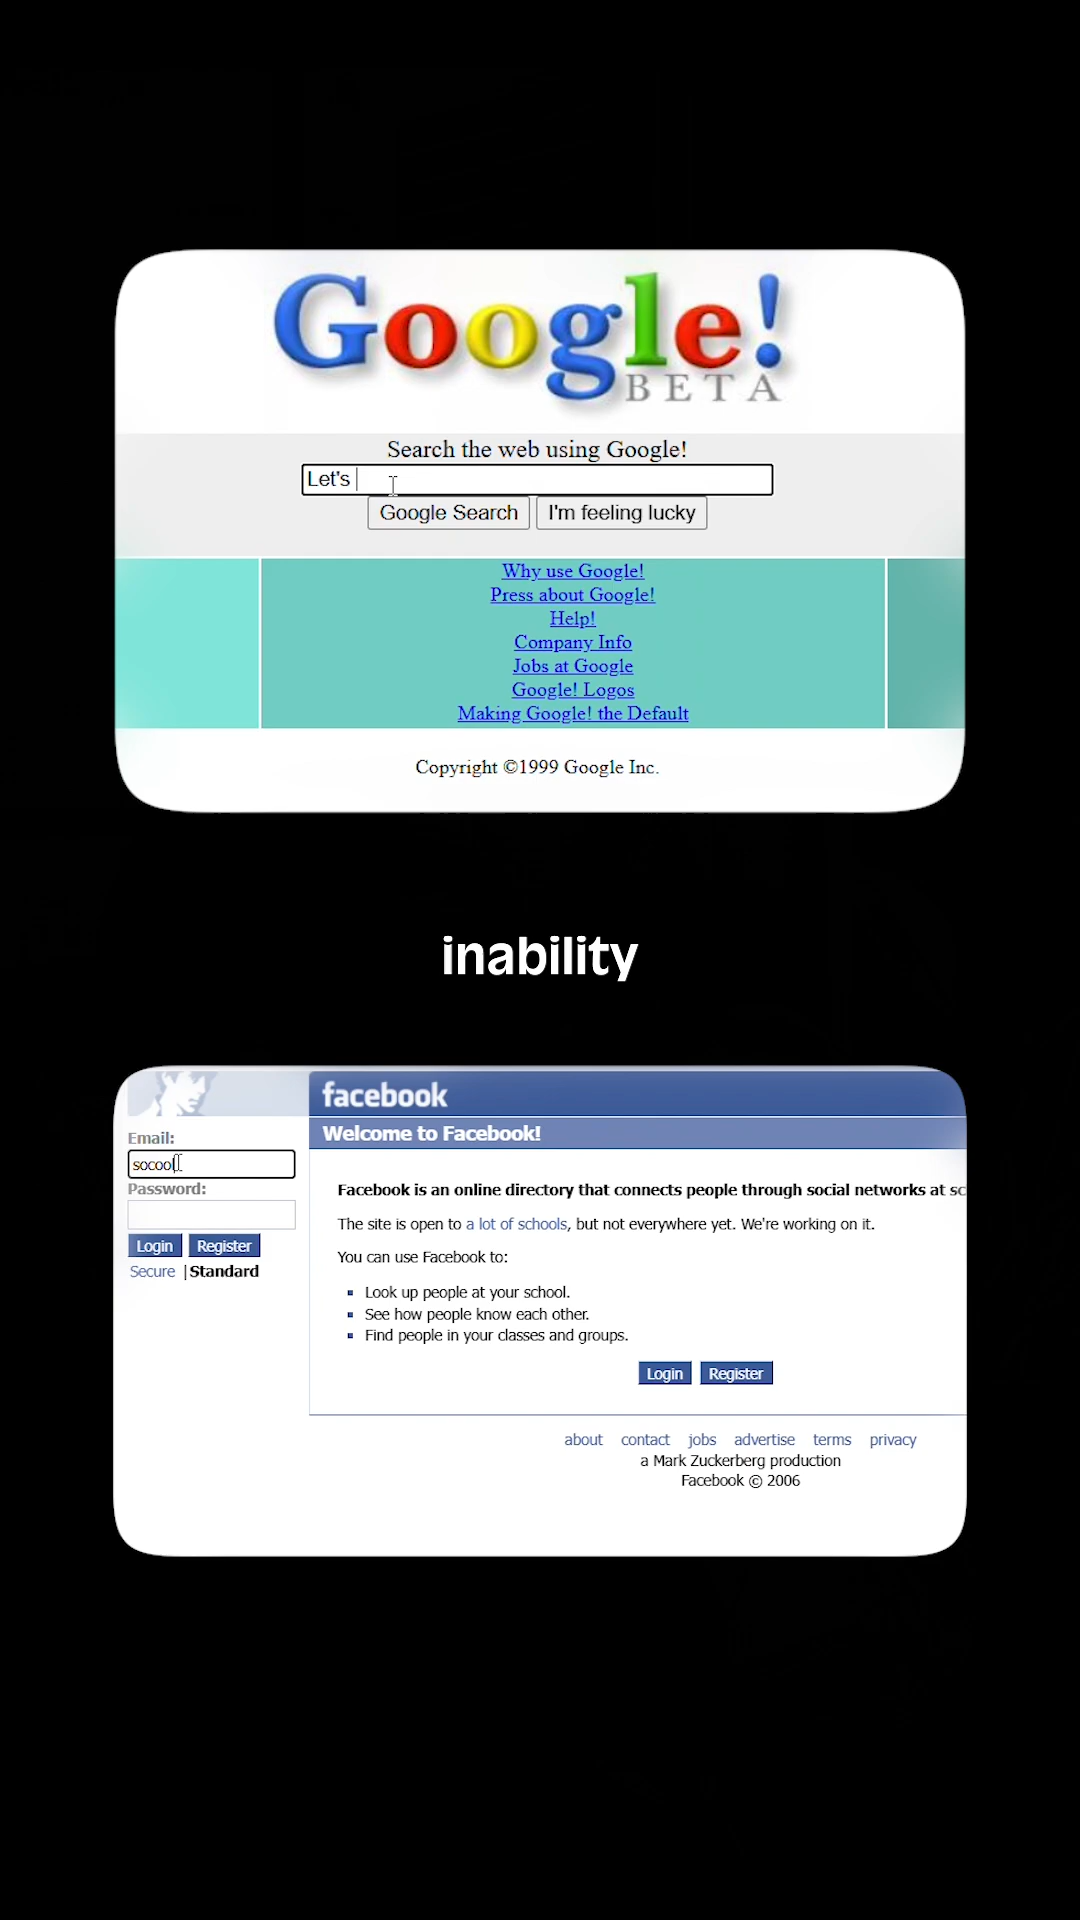 Google!
BETA
Search the web using Google!
Let's
Google Search I'm feeling lucky
Why use Google!
Press about Google!
Help!
Company Info
Jobs at Google
Google! Logos
Making Google! the Default
Copyright ©1999 Google Inc.
inability
facebook
Welcome to Facebook!
Email:
socool
Password:
Login Register
Secure | Standard
Facebook is an online directory that connects people through social networks at sc
The site is open to a lot of schools, but not everywhere yet. We're working on it.
You can use Facebook to:
Look up people at your school.
See how people know each other.
Find people in your classes and groups.
Login Register
about contact jobs advertise terms privacy
a Mark Zuckerberg production
Facebook © 2006